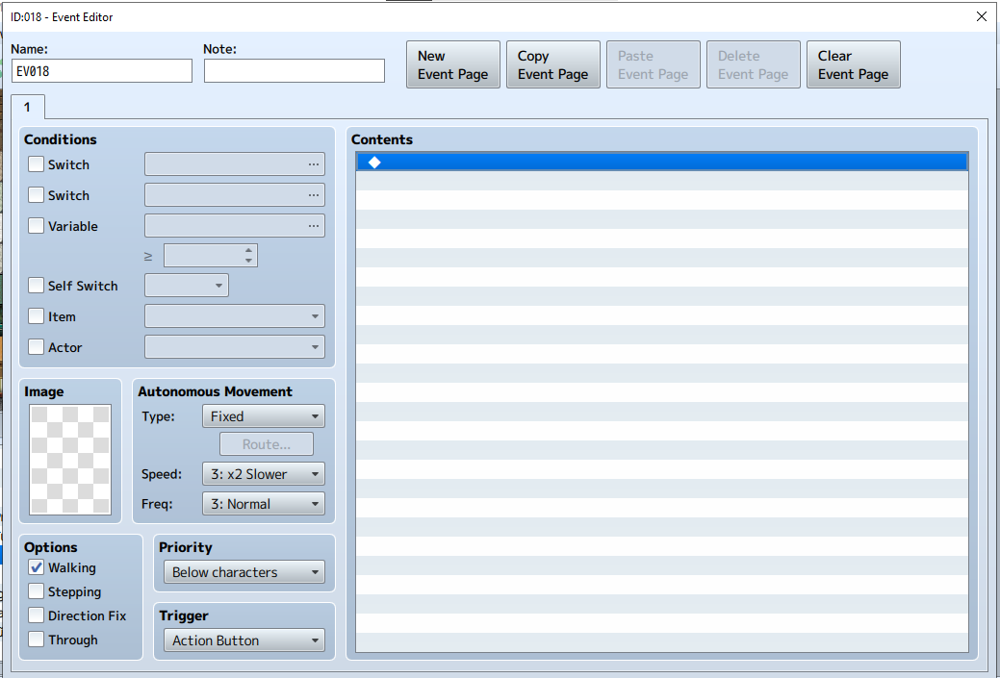 ID:018 - Event Editor
Name:
Note:
EV018
New
Event Page
Copy
Event Page
Paste
Event Page
Delete
Event Page
Clear
Event Page
1
Conditions
Switch
...
Switch
...
Variable
...
≥
Self Switch
Item
Actor
Image
Autonomous Movement
Type:
Fixed
Route...
Speed:
3: x2 Slower
Freq:
3: Normal
Options
Walking
Stepping
Direction Fix
Through
Priority
Below characters
Trigger
Action Button
Contents